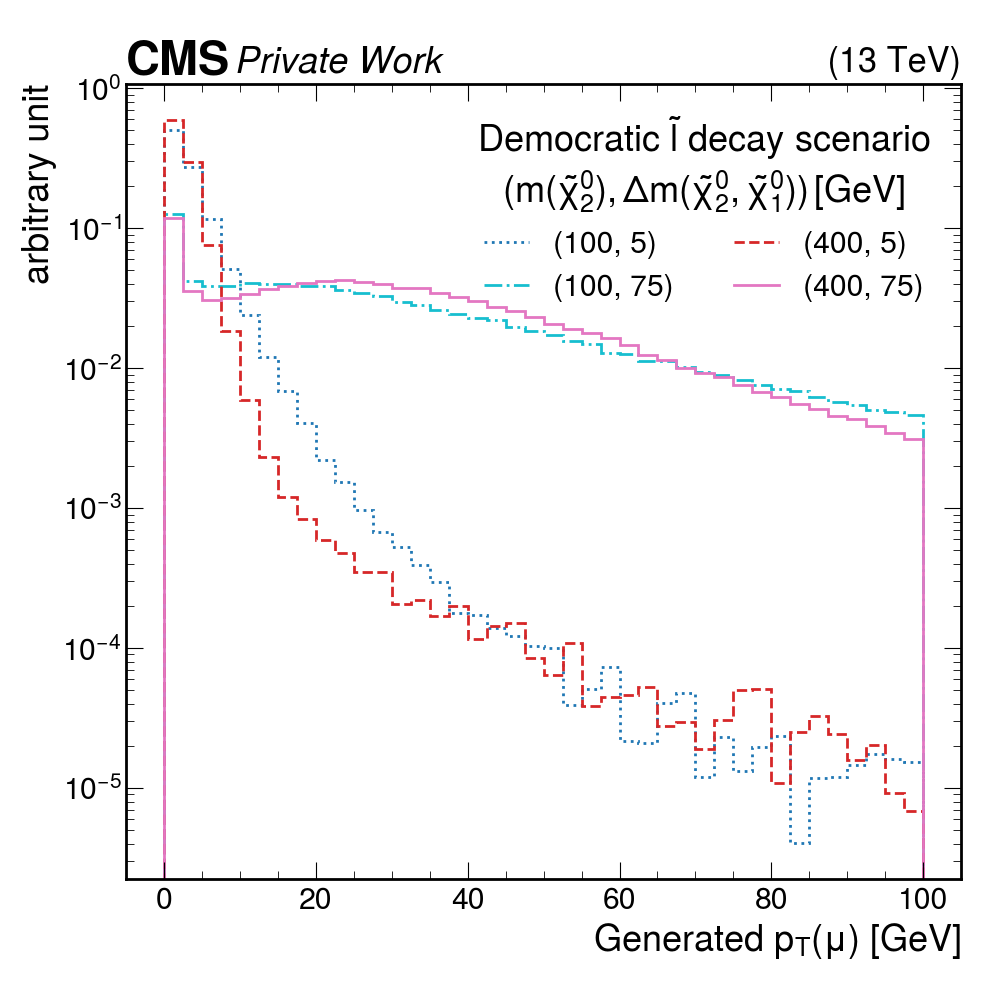 CMS Private Work (13 TeV)
arbitrary unit
10⁰
10⁻¹
10⁻²
10⁻³
10⁻⁴
10⁻⁵
Democratic l̃ decay scenario
(m(χ̃⁰₂), Δm(χ̃⁰₂, χ̃⁰₁)) [GeV]
(100, 5) (400, 5)
(100, 75) (400, 75)
0 20 40 60 80 100
Generated p_T(μ) [GeV]